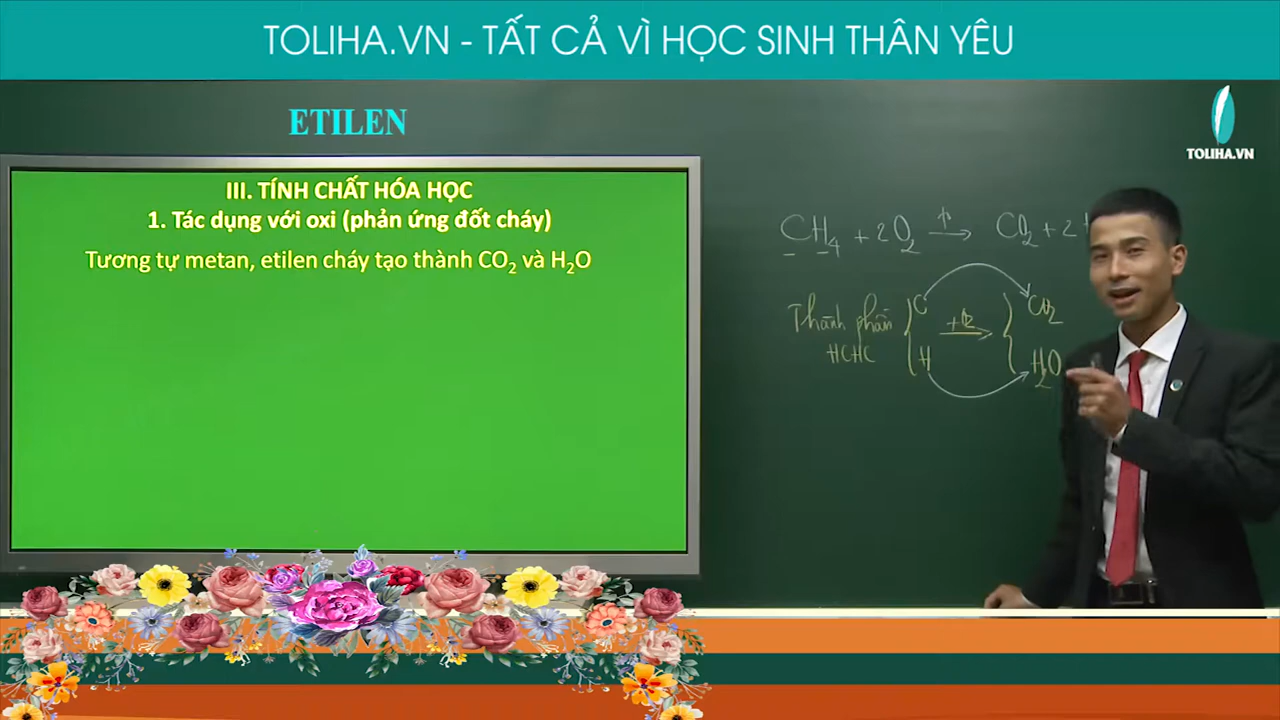 TOLIHA.VN - TẤT CẢ VÌ HỌC SINH THÂN YÊU
ETILEN
TOLIHA.VN
III. TÍNH CHẤT HÓA HỌC
1. Tác dụng với oxi (phản ứng đốt cháy)
Tương tự metan, etilen cháy tạo thành CO₂ và H₂O
CH₄ + 2O₂ → CO₂ + 2
Thành phần { C +O₂ → { CO₂
HCHC H H₂O